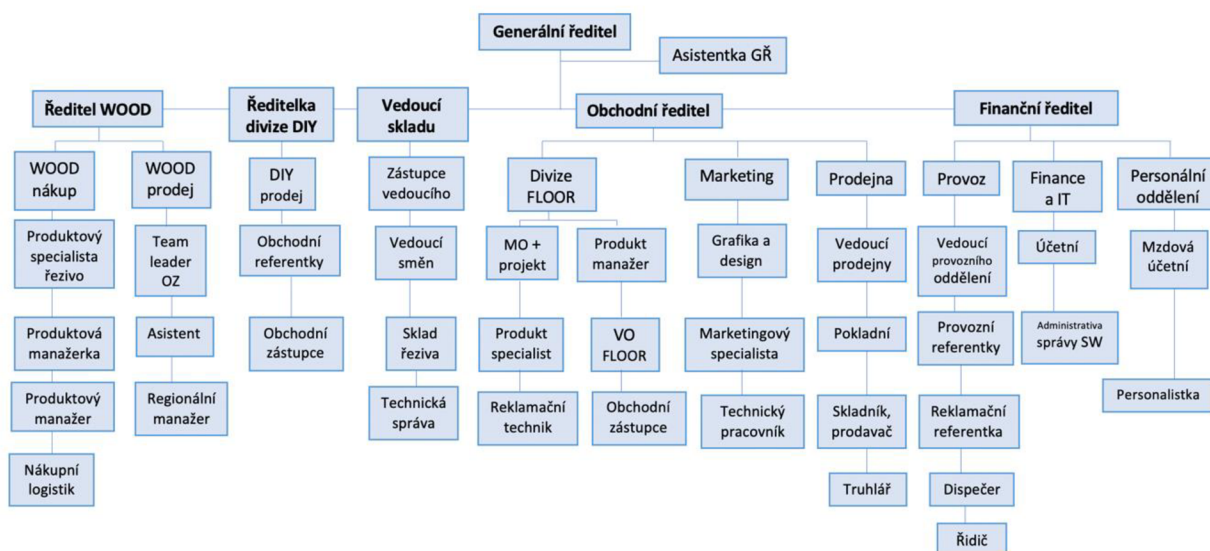 Generální ředitel
Asistentka GŘ
Ředitel WOOD
Ředitelka
divize DIY
Vedoucí
skladu
Obchodní ředitel
Finanční ředitel
WOOD
nákup
WOOD
prodej
DIY
prodej
Zástupce
vedoucího
Divize
FLOOR
Marketing
Prodejna
Provoz
Finance
a IT
Personální
oddělení
Produktový
specialista
řezivo
Team
leader
OZ
Obchodní
referentky
Vedoucí
směn
MO +
projekt
Produkt
manažer
Grafika a
design
Vedoucí
prodejny
Vedoucí
provozního
oddělení
Účetní
Mzdová
účetní
Produktová
manažerka
Asistent
Obchodní
zástupce
Sklad
řeziva
Produkt
specialist
VO
FLOOR
Marketingový
specialista
Pokladní
Provozní
referentky
Administrativa
správy SW
Produktový
manažer
Regionální
manažer
Technická
správa
Reklamační
technik
Obchodní
zástupce
Technický
pracovník
Skladník,
prodavač
Reklamační
referentka
Personalistka
Nákupní
logistik
Truhlář
Dispečer
Řidič